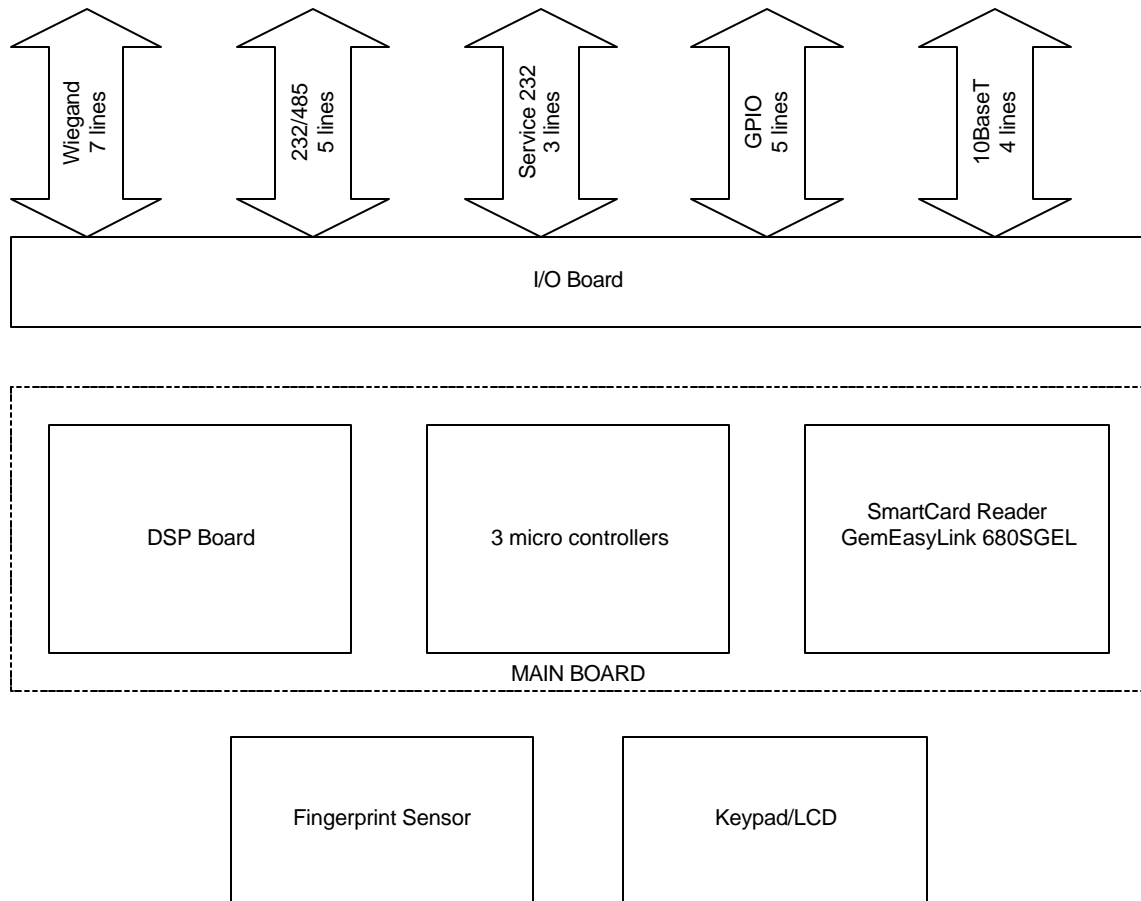 Wiegand
7 lines
232/485
5 lines
Service 232
3 lines
GPIO
5 lines
10BaseT
4 lines
I/O Board
DSP Board
3 micro controllers
SmartCard Reader
GemEasyLink 680SGEL
MAIN BOARD
Fingerprint Sensor
Keypad/LCD